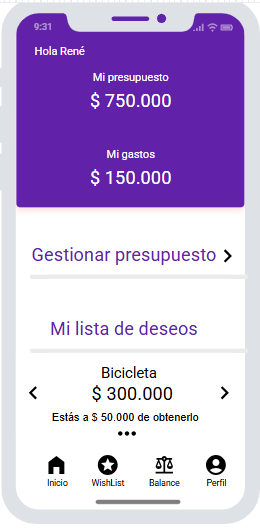 9:31
Hola René
Mi presupuesto
$ 750.000
Mi gastos
$ 150.000
Gestionar presupuesto
Mi lista de deseos
Bicicleta
$ 300.000
Estás a $ 50.000 de obtenerlo
Inicio WishList Balance Perfil